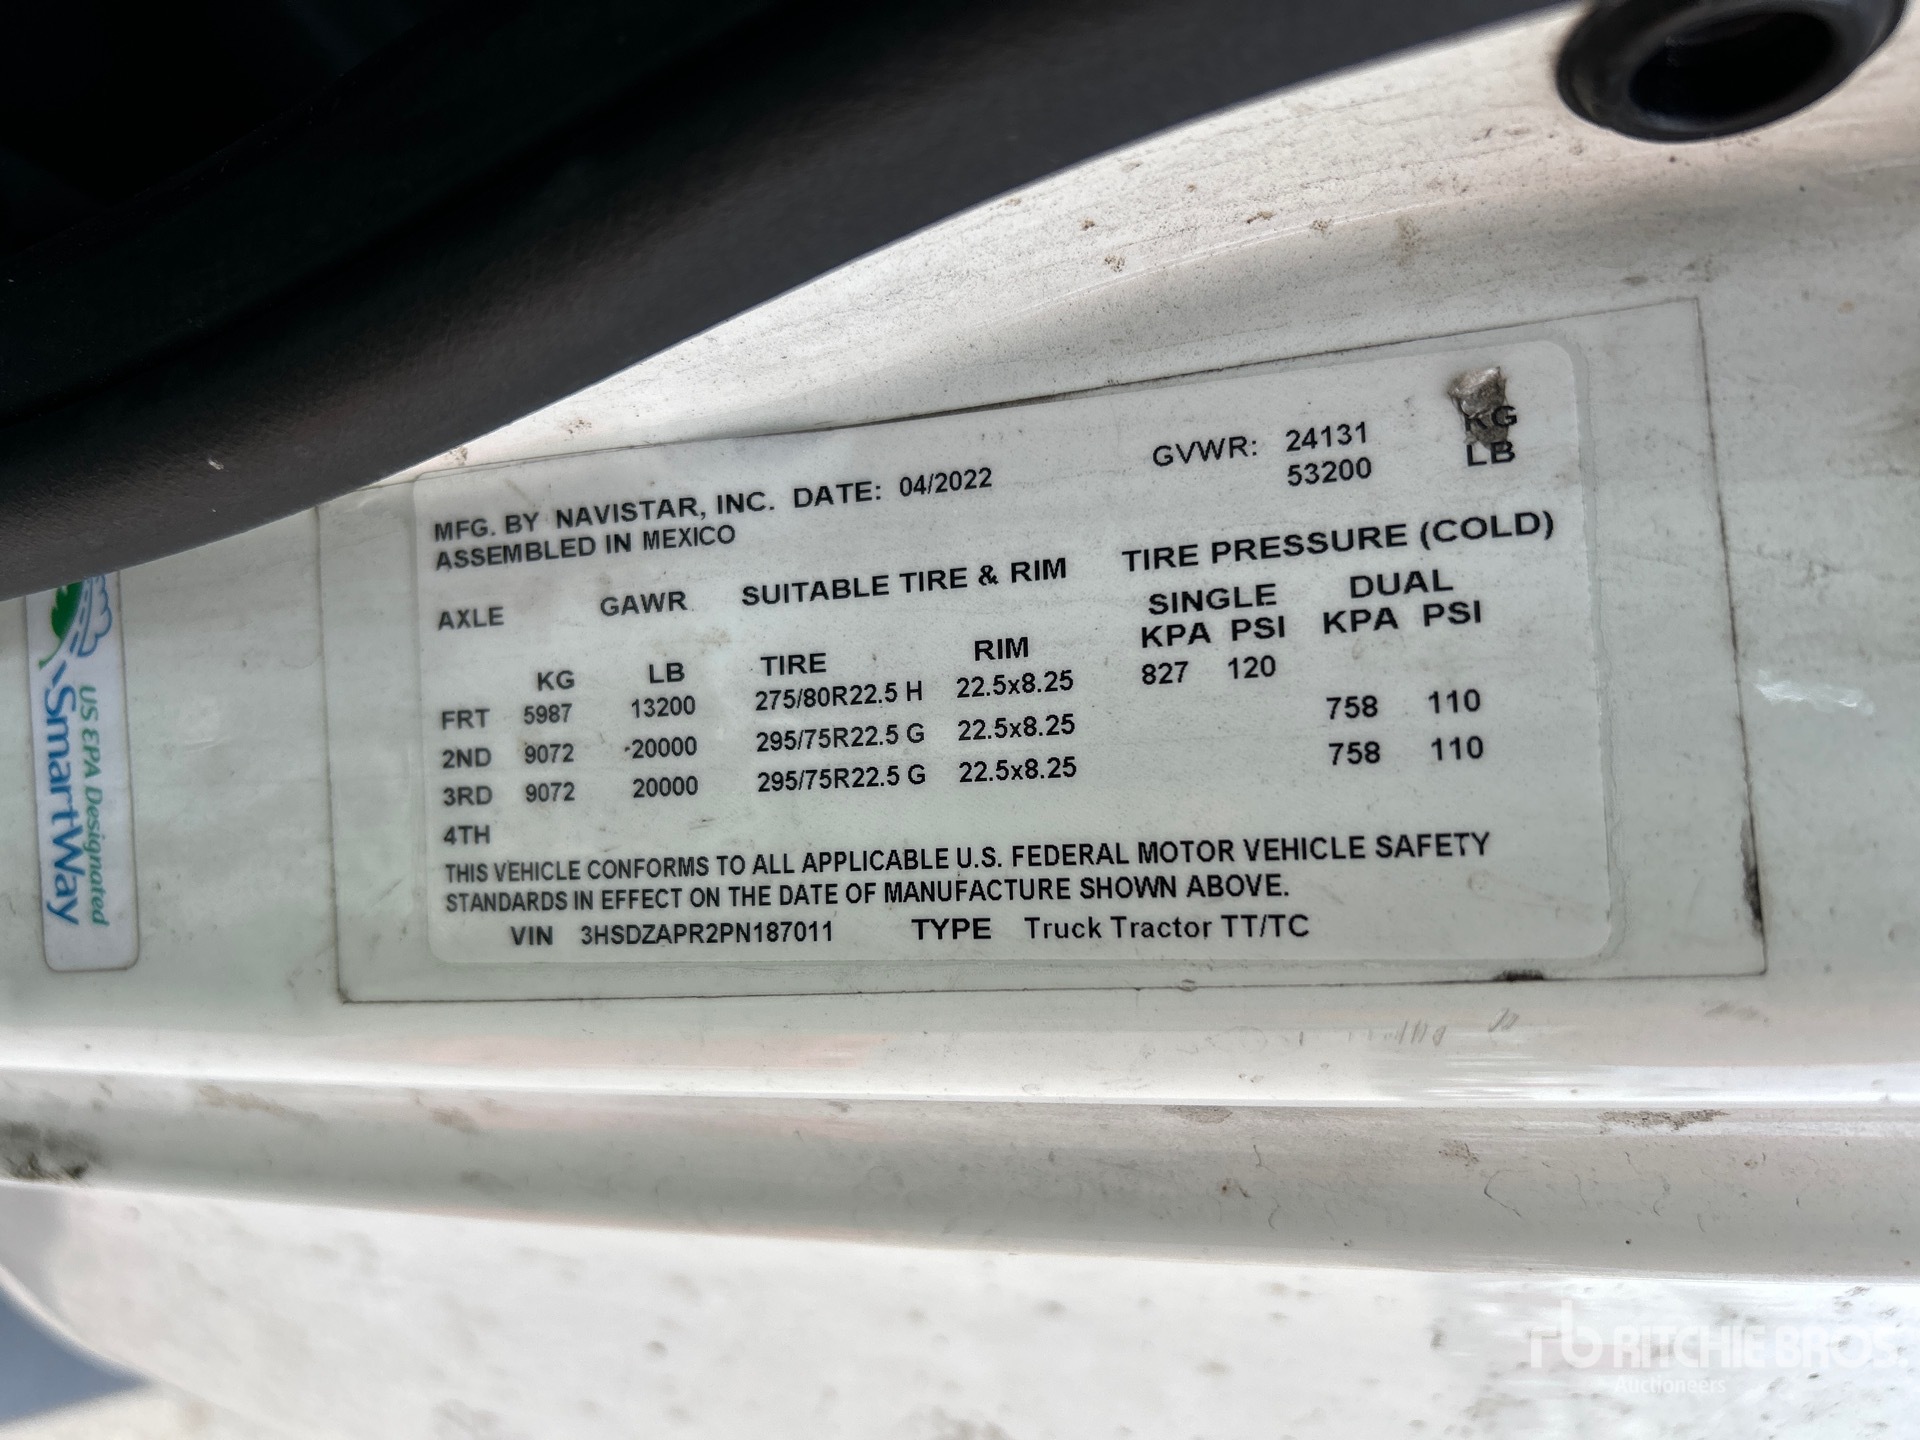 MFG. BY NAVISTAR, INC. DATE: 04/2022 GVWR: 24131 KG
53200 LB
ASSEMBLED IN MEXICO
AXLE GAWR SUITABLE TIRE & RIM TIRE PRESSURE (COLD)
SINGLE DUAL
KG LB TIRE RIM KPA PSI KPA PSI
FRT 5987 13200 275/80R22.5 H 22.5x8.25 827 120
2ND 9072 20000 295/75R22.5 G 22.5x8.25 758 110
3RD 9072 20000 295/75R22.5 G 22.5x8.25 758 110
4TH
THIS VEHICLE CONFORMS TO ALL APPLICABLE U.S. FEDERAL MOTOR VEHICLE SAFETY
STANDARDS IN EFFECT ON THE DATE OF MANUFACTURE SHOWN ABOVE.
VIN 3HSDZAPR2PN187011 TYPE Truck Tractor TT/TC
US EPA Designated
SmartWay
rb RITCHIE BROS.
Auctioneers